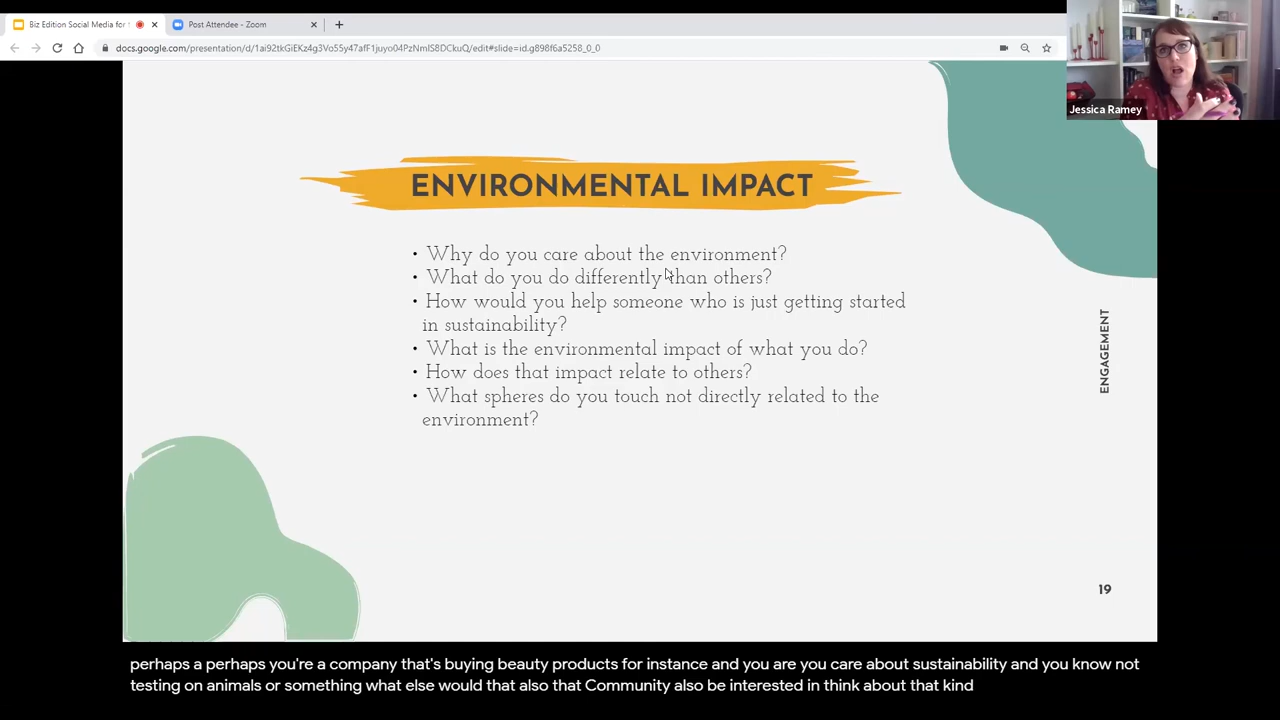 Biz Edition Social Media for
Post Attendee - Zoom
docs.google.com/presentation/d/1ai92tkGiEKz4g3Vo55y47afF1juyo04PzNmlS8DCkuQ/edit#slide=id.g898f6a5258_0_0
Jessica Ramey
ENVIRONMENTAL IMPACT
• Why do you care about the environment?
• What do you do differently than others?
• How would you help someone who is just getting started
in sustainability?
• What is the environmental impact of what you do?
• How does that impact relate to others?
• What spheres do you touch not directly related to the
environment?
ENGAGEMENT
19
perhaps a perhaps you're a company that's buying beauty products for instance and you are you care about sustainability and you know not
testing on animals or something what else would that also that Community also be interested in think about that kind